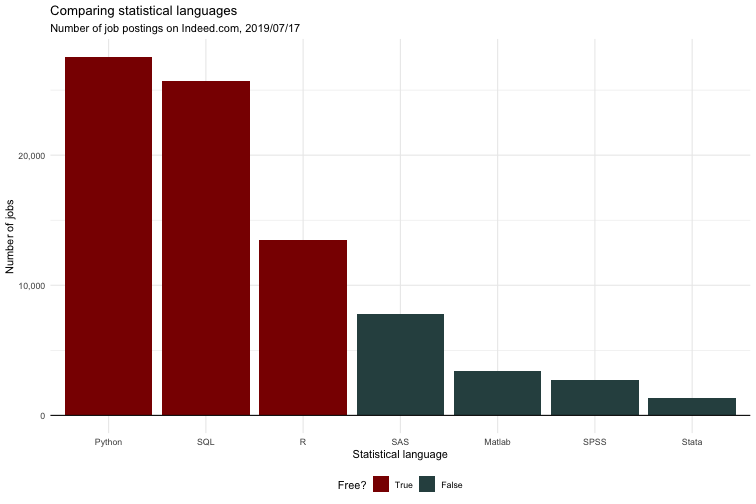 Comparing statistical languages
Number of job postings on Indeed.com, 2019/07/17
Number of jobs
20,000
10,000
0
Python SQL R SAS Matlab SPSS Stata
Statistical language
Free? True False